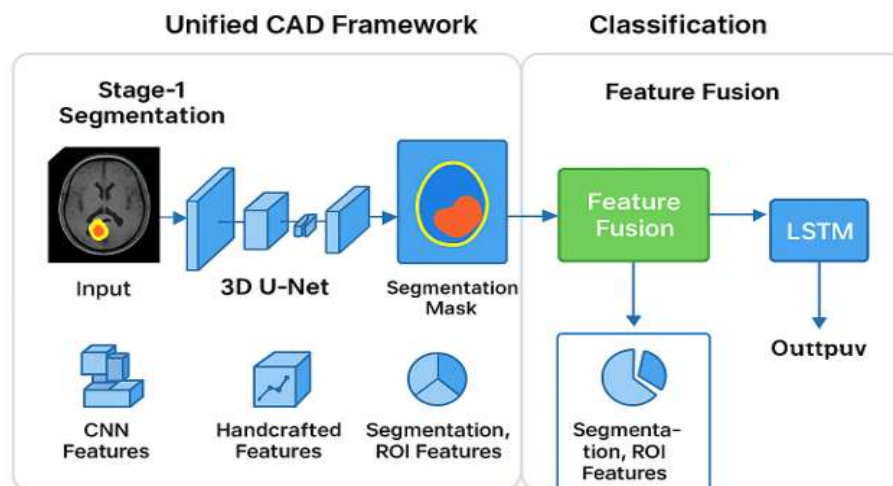 Unified CAD Framework
Classification
Stage-1
Segmentation
Input
3D U-Net
Segmentation
Mask
CNN
Features
Handcrafted
Features
Segmentation,
ROI Features
Feature Fusion
Feature
Fusion
LSTM
Outtpuv
Segmenta-
tion, ROI
Features